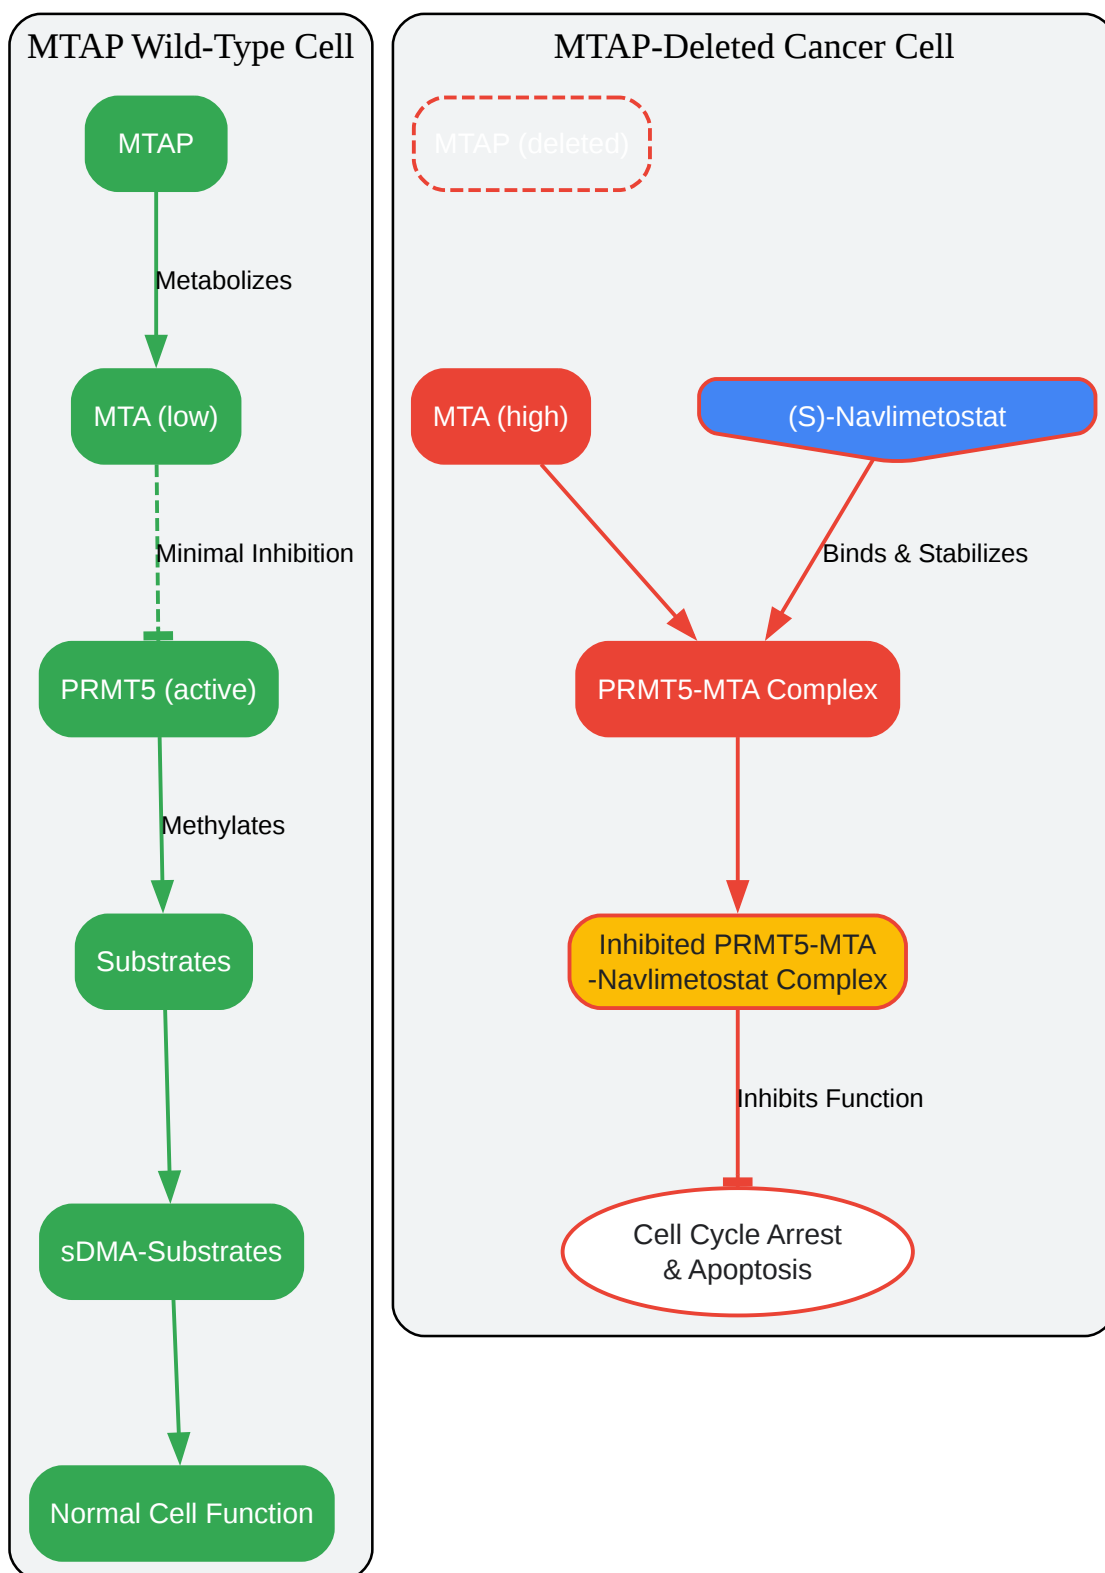 MTAP Wild-Type Cell
MTAP
Metabolizes
MTA (low)
Minimal Inhibition
PRMT5 (active)
Methylates
Substrates
sDMA-Substrates
Normal Cell Function
MTAP-Deleted Cancer Cell
MTAP (deleted)
MTA (high)
(S)-Navlimetostat
Binds & Stabilizes
PRMT5-MTA Complex
Inhibited PRMT5-MTA
-Navlimetostat Complex
Inhibits Function
Cell Cycle Arrest
& Apoptosis